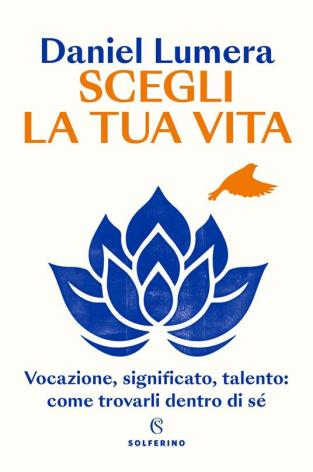 Daniel Lumera
SCEGLI
LA TUA VITA
Vocazione, significato, talento:
come trovarli dentro di sé
SOLFERINO